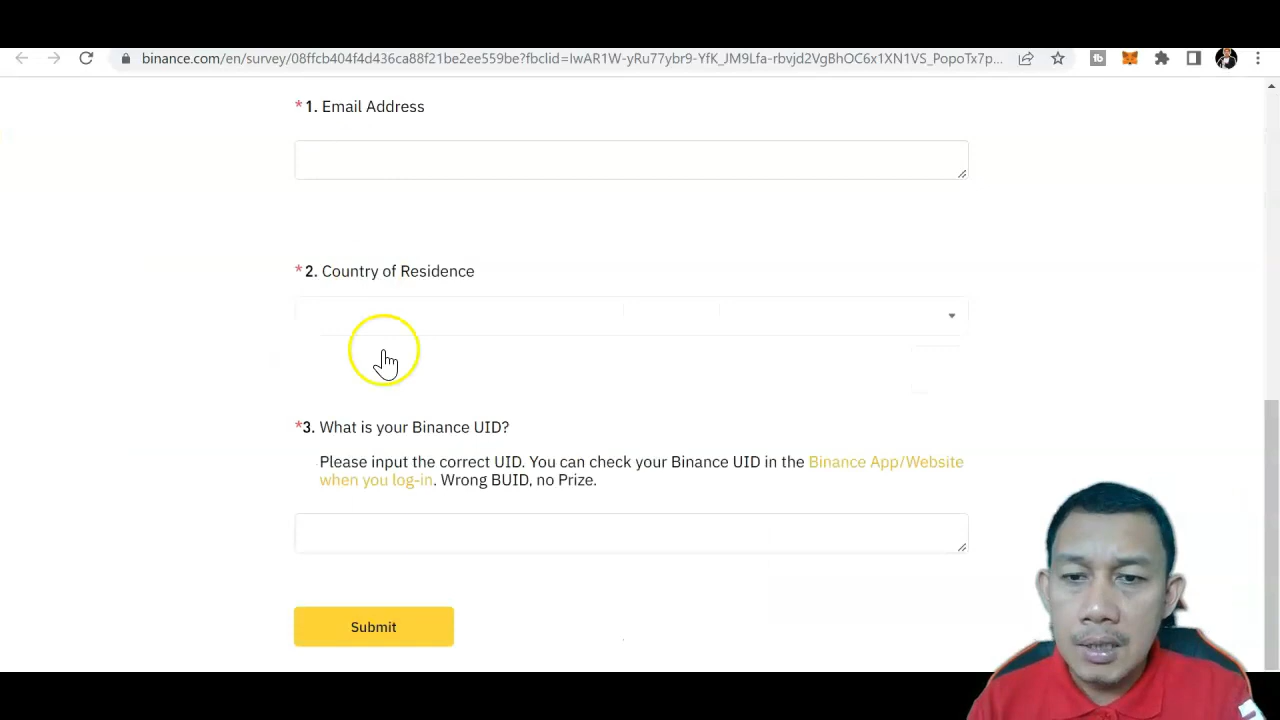 binance.com/en/survey/08ffcb404f4d436ca88f21be2ee559be?fbclid=IwAR1W-yRu77ybr9-YfK_JM9Lfa-rbvjd2VgBhOC6x1XN1VS_PopoTx7p...
* 1. Email Address
* 2. Country of Residence
*3. What is your Binance UID?
Please input the correct UID. You can check your Binance UID in the Binance App/Website
when you log-in. Wrong BUID, no Prize.
Submit